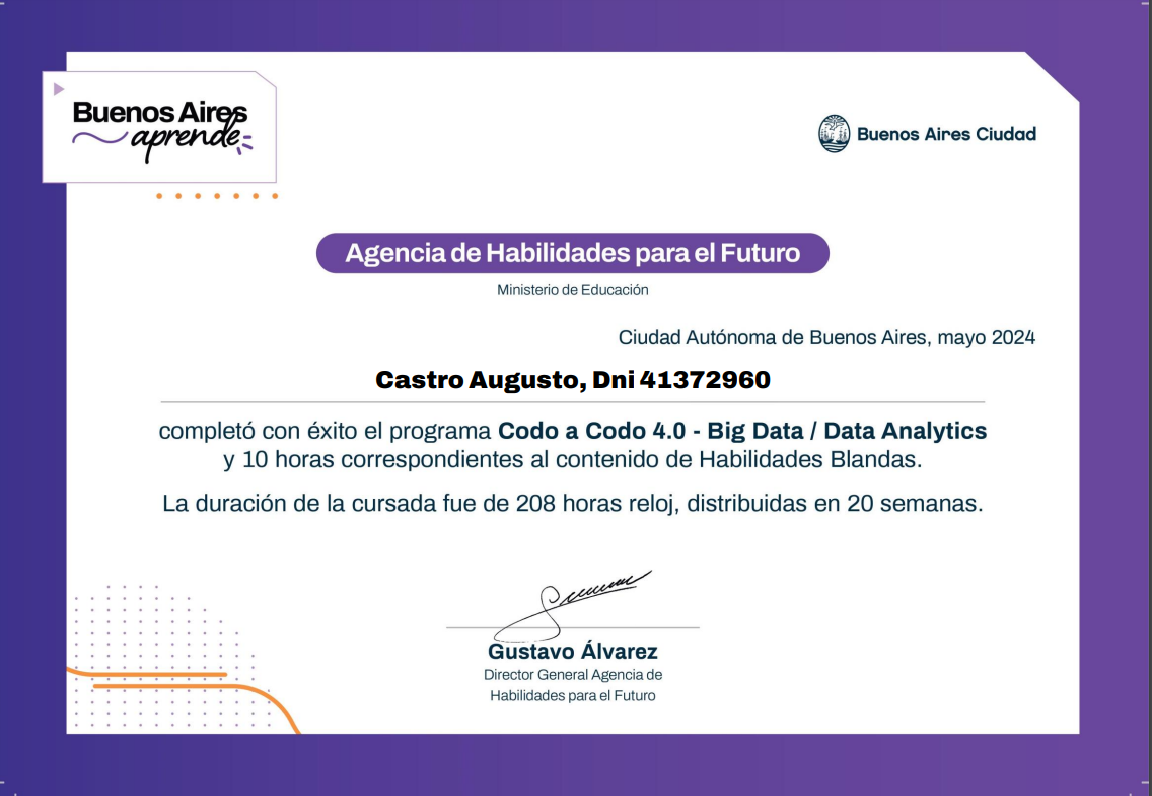 Buenos Aires
aprende
Buenos Aires Ciudad
Agencia de Habilidades para el Futuro
Ministerio de Educación
Ciudad Autónoma de Buenos Aires, mayo 2024
Castro Augusto, Dni 41372960
completó con éxito el programa Codo a Codo 4.0 - Big Data / Data Analytics
y 10 horas correspondientes al contenido de Habilidades Blandas.
La duración de la cursada fue de 208 horas reloj, distribuidas en 20 semanas.
Gustavo Álvarez
Director General Agencia de
Habilidades para el Futuro